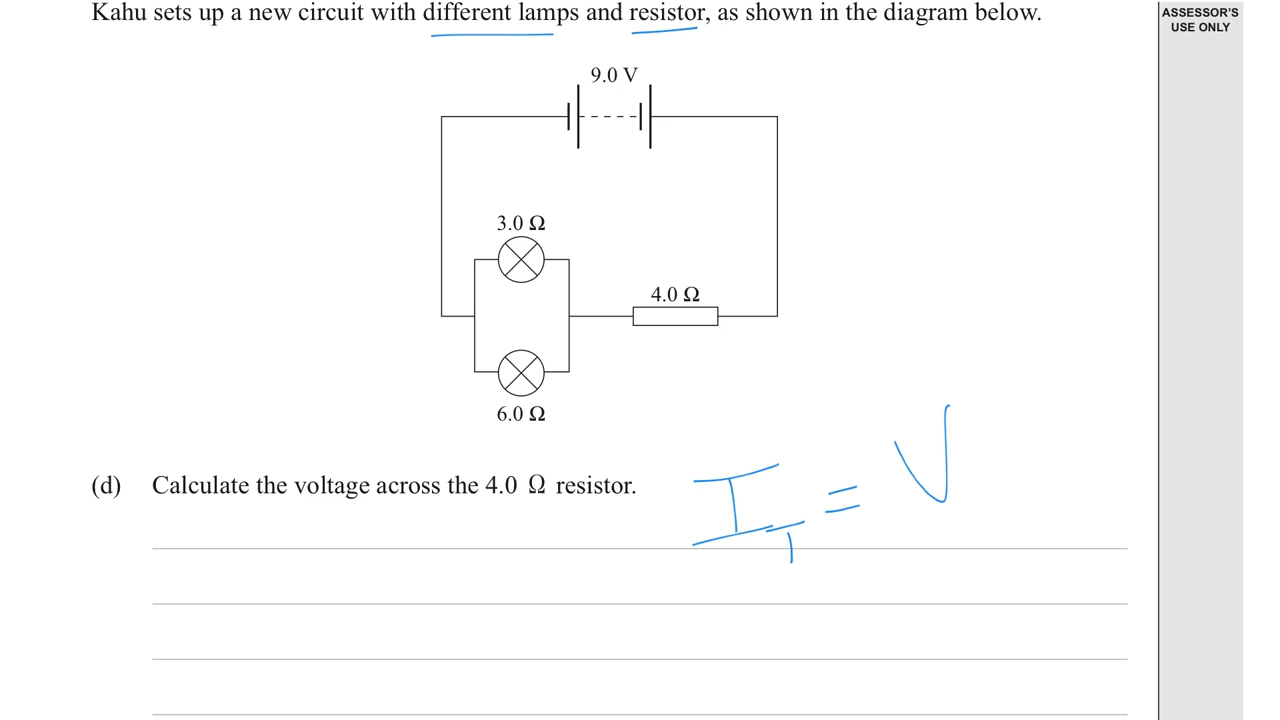 Kahu sets up a new circuit with different lamps and resistor, as shown in the diagram below.
ASSESSOR'S
USE ONLY
9.0 V
3.0 Ω
4.0 Ω
6.0 Ω
(d) Calculate the voltage across the 4.0 Ω resistor.
I_T = V